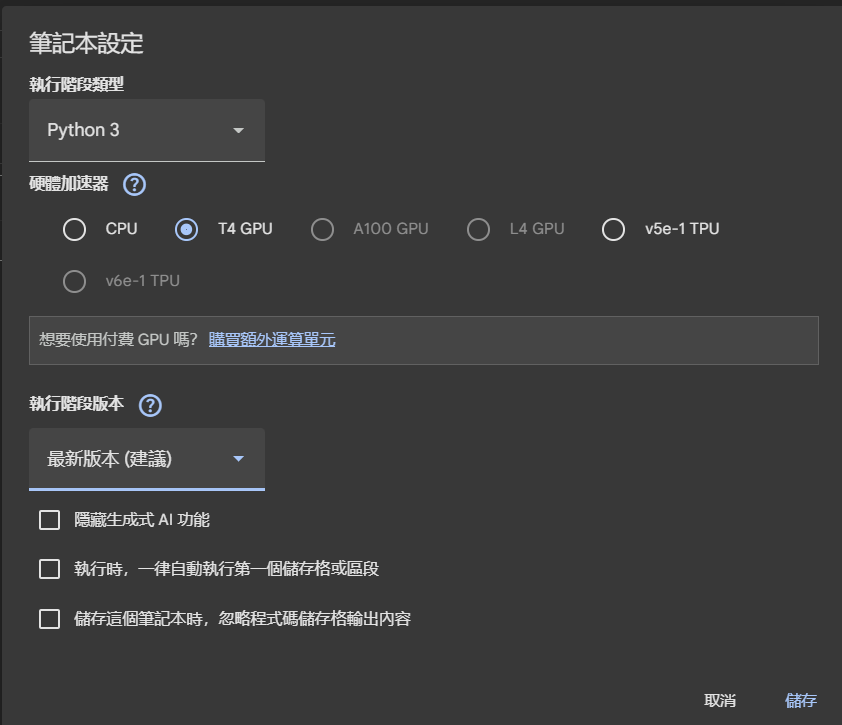 筆記本設定
執行階段類型
Python 3
硬體加速器 ?
CPU T4 GPU A100 GPU L4 GPU v5e-1 TPU
v6e-1 TPU
想要使用付費 GPU 嗎? 購買額外運算單元
執行階段版本 ?
最新版本 (建議)
隱藏生成式 AI 功能
執行時，一律自動執行第一個儲存格或區段
儲存這個筆記本時，忽略程式碼儲存格輸出內容
取消 儲存